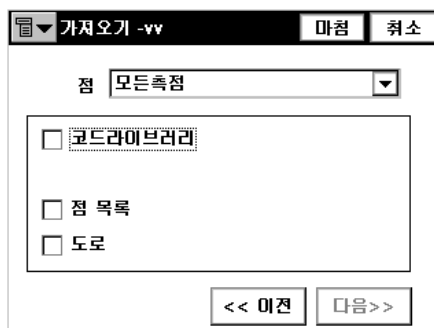 가져오기 -vv 마침 취소
점 모든측점
코드라이브러리
점 목록
도로
<< 이전 다음>>